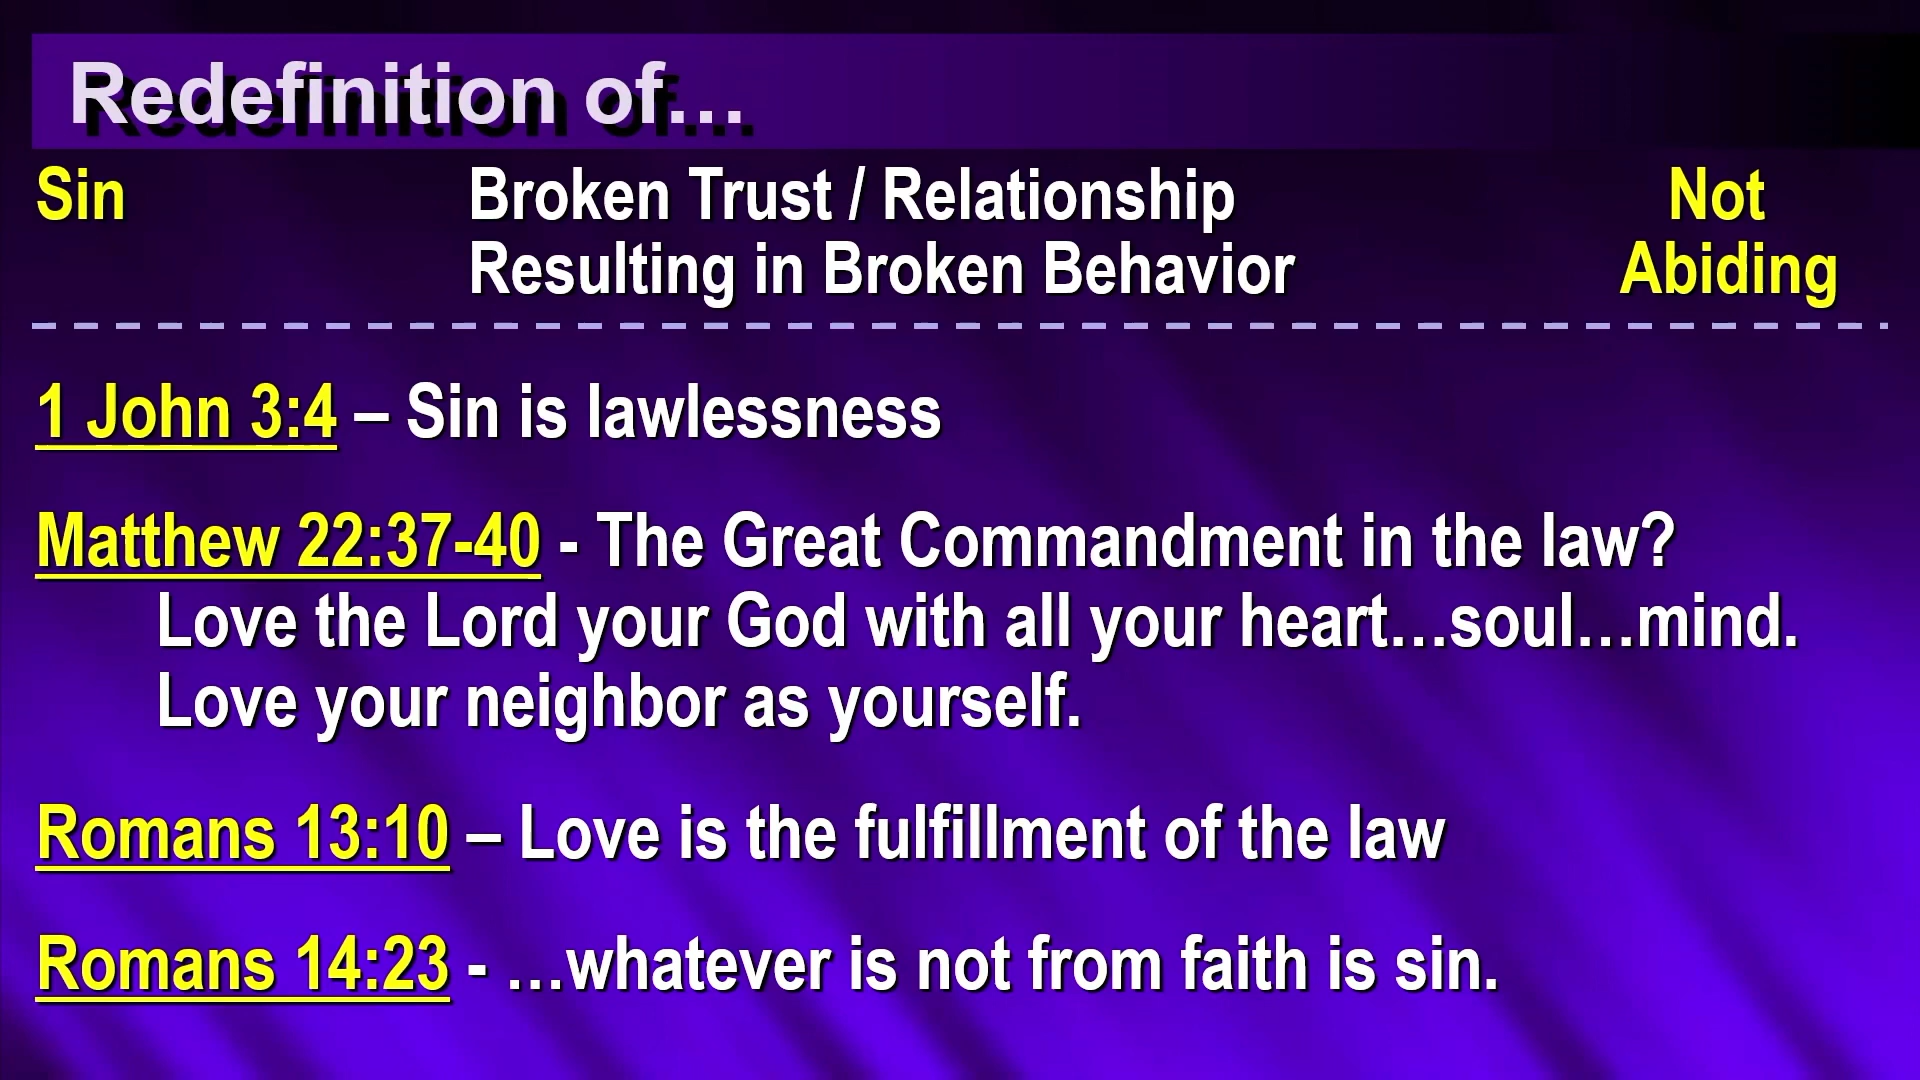 Redefinition of…
Sin Broken Trust / Relationship Not
Resulting in Broken Behavior Abiding
1 John 3:4 – Sin is lawlessness
Matthew 22:37-40 - The Great Commandment in the law?
Love the Lord your God with all your heart…soul…mind.
Love your neighbor as yourself.
Romans 13:10 – Love is the fulfillment of the law
Romans 14:23 - …whatever is not from faith is sin.